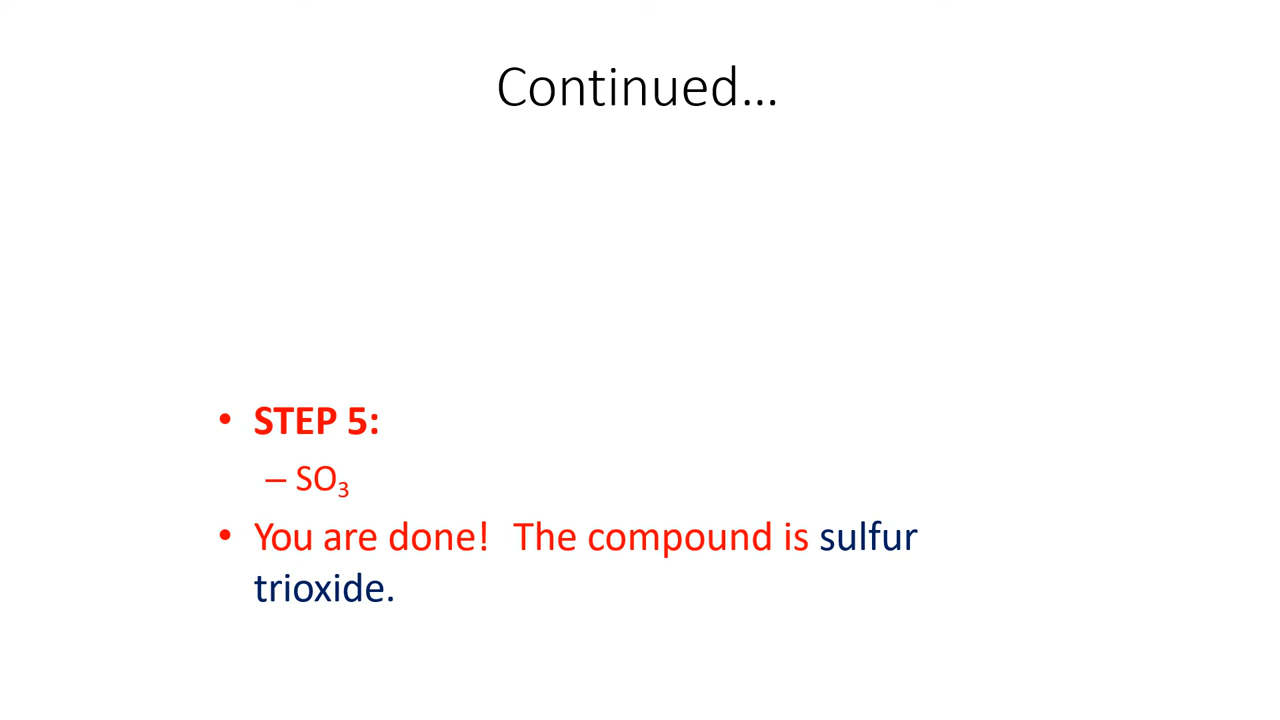 Continued…
• STEP 5:
– SO₃
• You are done! The compound is sulfur
trioxide.